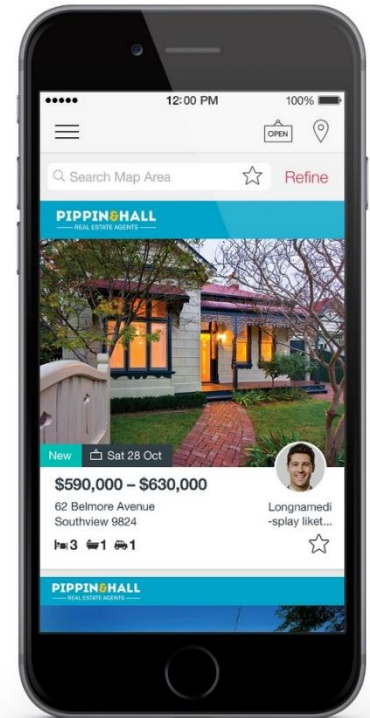 12:00 PM
100%
OPEN
Search Map Area
Refine
PIPPIN&HALL
REAL ESTATE AGENTS
New
Sat 28 Oct
$590,000 – $630,000
62 Belmore Avenue
Southview 9824
Longnamedi
-splay liket...
3 1 1
PIPPIN&HALL
REAL ESTATE AGENTS